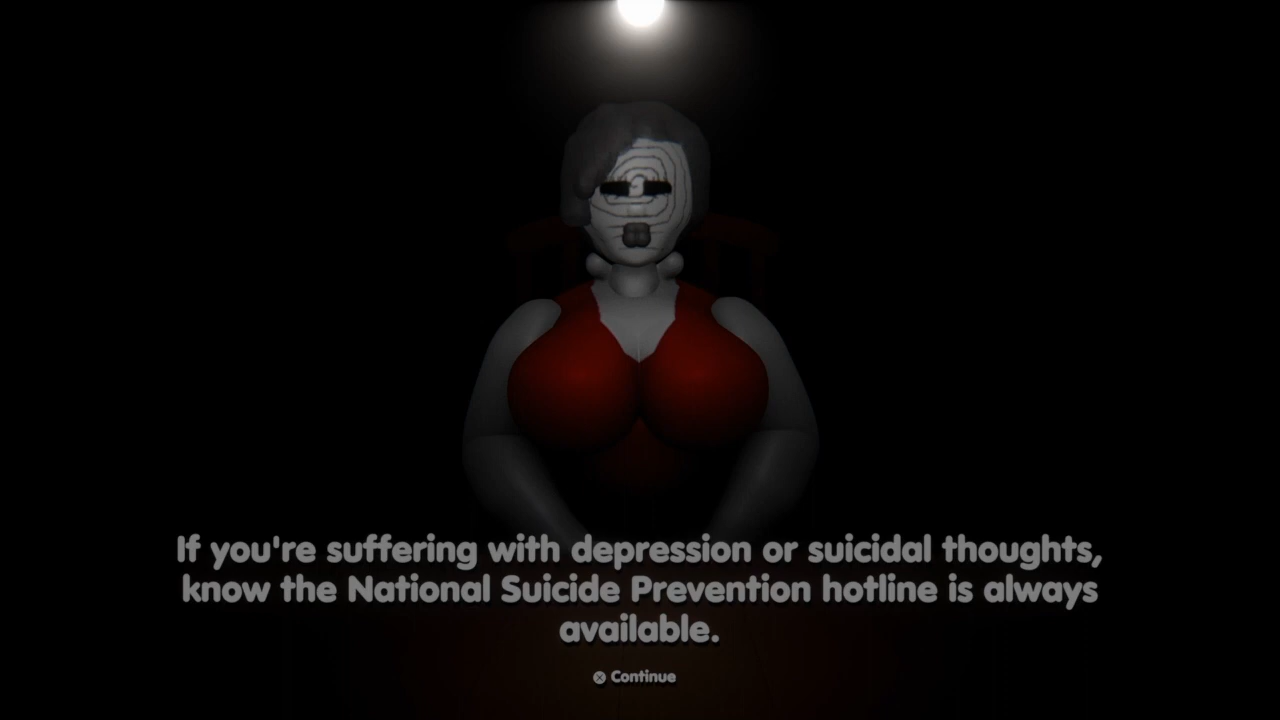 If you're suffering with depression or suicidal thoughts,
know the National Suicide Prevention hotline is always
available.
Continue